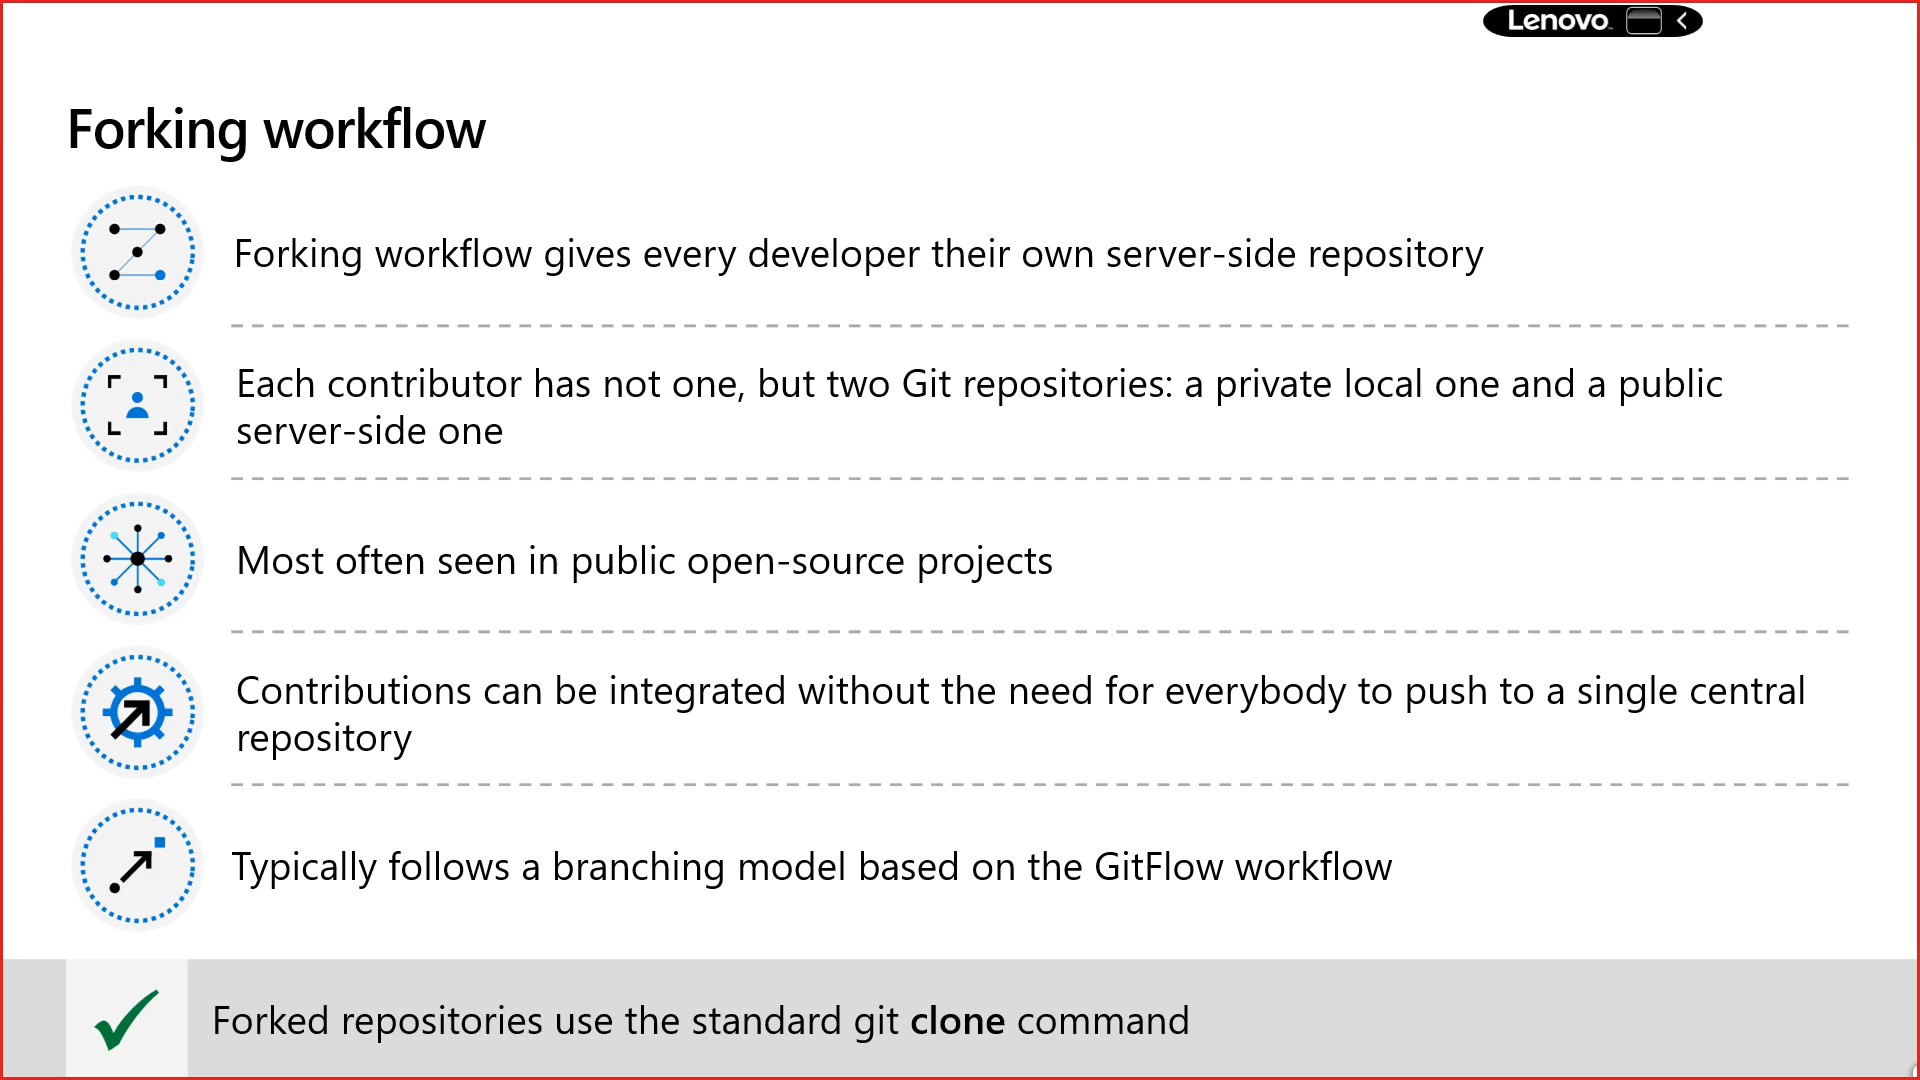 Lenovo
Forking workflow
Forking workflow gives every developer their own server-side repository
Each contributor has not one, but two Git repositories: a private local one and a public
server-side one
Most often seen in public open-source projects
Contributions can be integrated without the need for everybody to push to a single central
repository
Typically follows a branching model based on the GitFlow workflow
Forked repositories use the standard git clone command